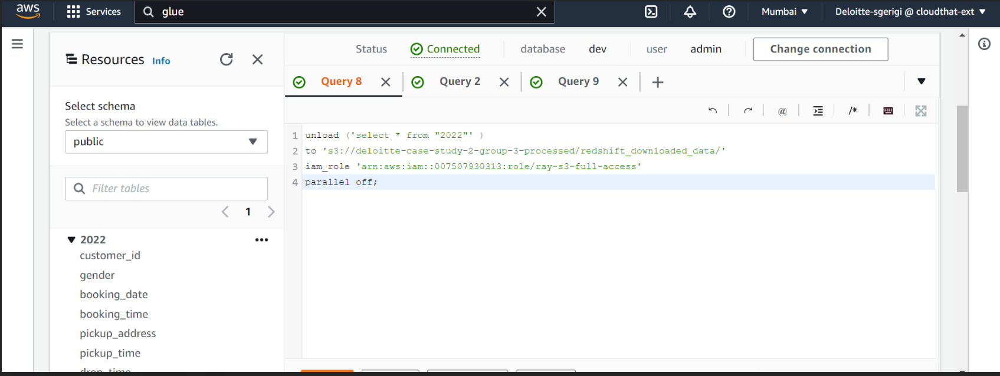 aws
Services
glue
Mumbai ▼
Deloitte-sgerigi @ cloudthat-ext ▼
Resources Info
Select schema
Select a schema to view data tables.
public
Filter tables
1
2022
customer_id
gender
booking_date
booking_time
pickup_address
pickup_time
drop_time
Status Connected database dev user admin Change connection
Query 8 Query 2 Query 9
@ /*
1 unload ('select * from "2022"' )
2 to 's3://deloitte-case-study-2-group-3-processed/redshift_downloaded_data/'
3 iam_role 'arn:aws:iam::007507930313:role/ray-s3-full-access'
4 parallel off;